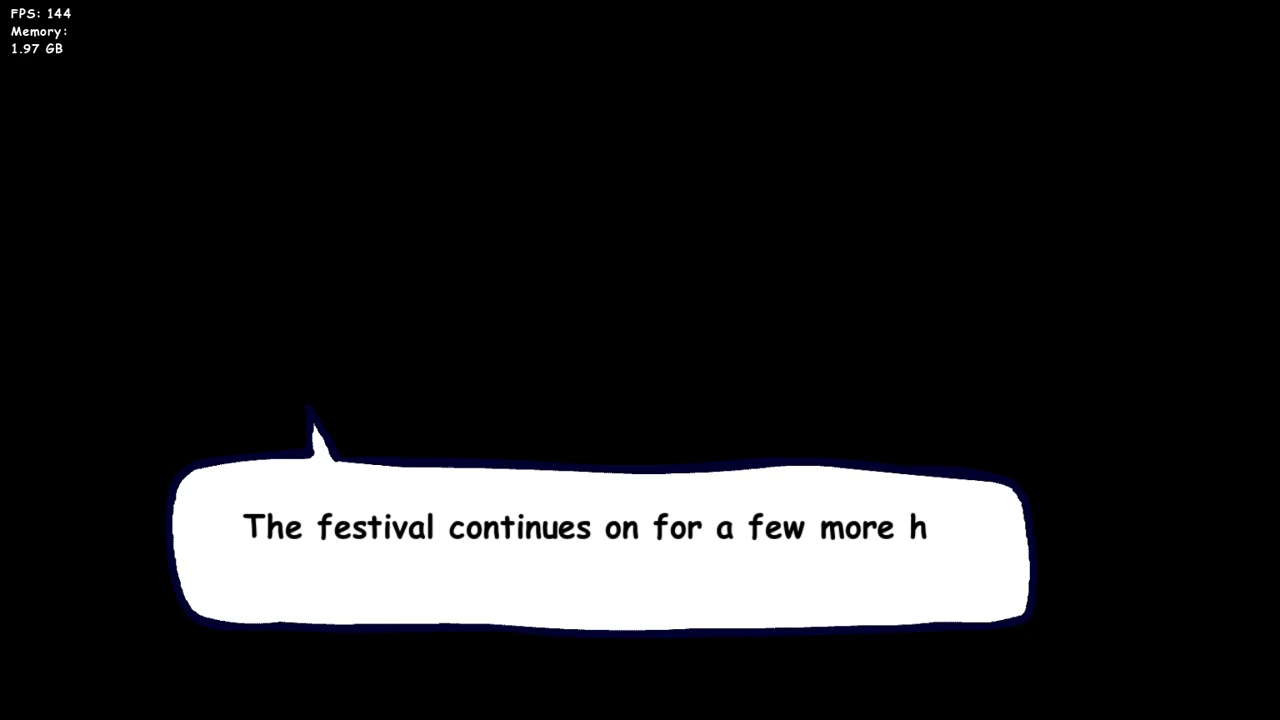 FPS: 144
Memory:
1.97 GB
The festival continues on for a few more h